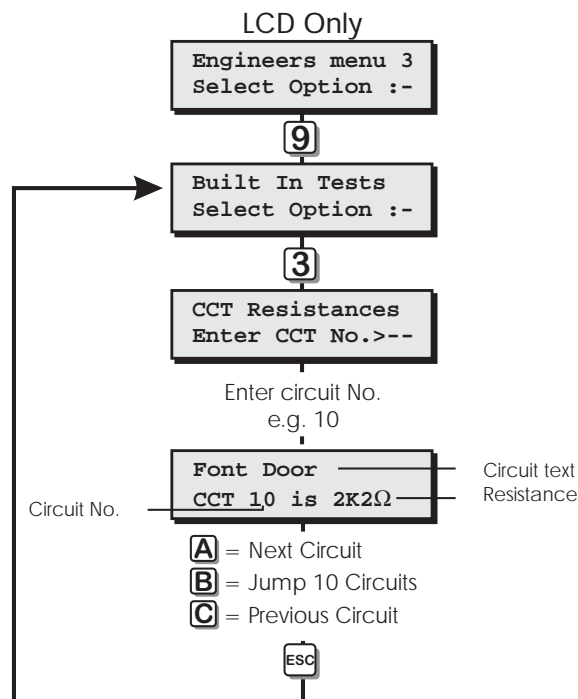 LCD Only
Engineers menu 3
Select Option :-
9
Built In Tests
Select Option :-
3
CCT Resistances
Enter CCT No.>--
Enter circuit No.
e.g. 10
Font Door
Circuit text
CCT 10 is 2K2Ω
Resistance
Circuit No.
A = Next Circuit
B = Jump 10 Circuits
C = Previous Circuit
ESC